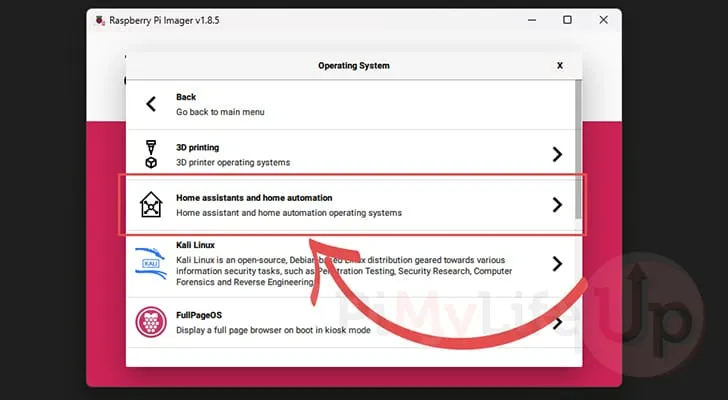 Raspberry Pi Imager v1.8.5
Operating System
X
Back
Go back to main menu
3D printing
3D printer operating systems
Home assistants and home automation
Home assistant and home automation operating systems
Kali Linux
KALI
Kali Linux is an open-source, Debian-based Linux distribution geared towards various
information security tasks, such as Penetration Testing, Security Research, Computer
Forensics and Reverse Engineering
FullPageOS
Display a full page browser on boot in kiosk mode
PiMyLifeUp